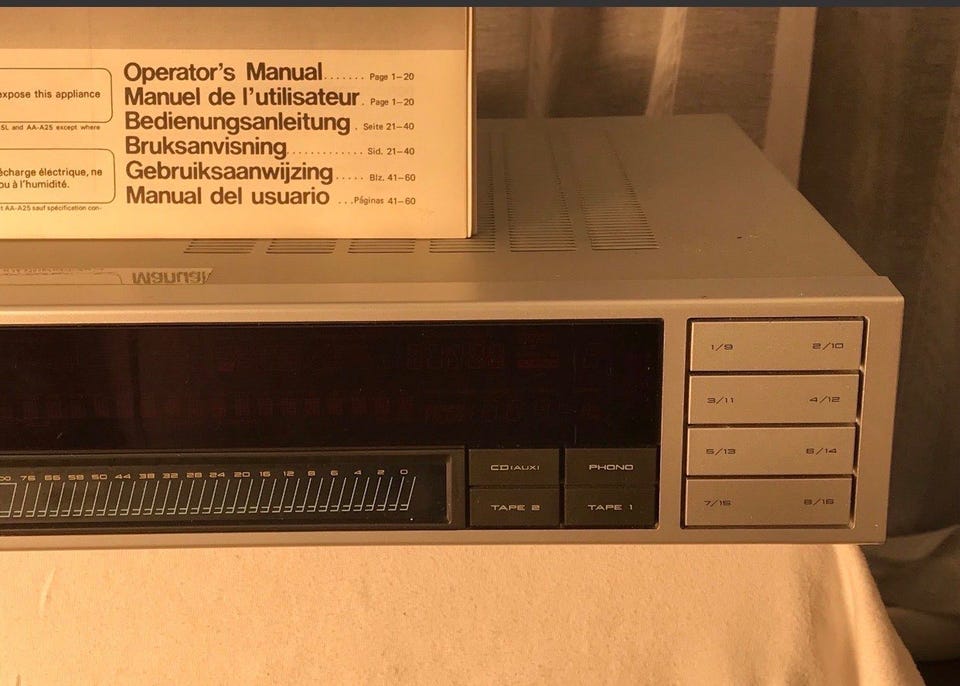 expose this appliance
5L and AA-A25 except where
écharge électrique, ne
ou à l'humidité.
t AA-A25 sauf spécification con-
Operator's Manual....... Page 1–20
Manuel de l'utilisateur. Page 1–20
Bedienungsanleitung . Seite 21–40
Bruksanvisning............ Sid. 21–40
Gebruiksaanwijzing..... Blz. 41–60
Manual del usuario ...Páginas 41–60
Manual
1/9 2/10
3/11 4/12
5/13 6/14
7/15 8/16
75 66 58 50 44 38 32 28 24 20 16 12 8 6 4 2 0
CD(AUX) PHONO
TAPE 2 TAPE 1